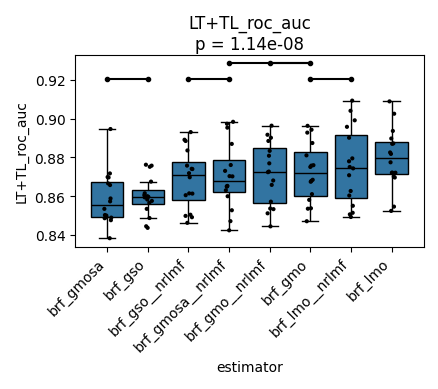 LT+TL_roc_auc
p = 1.14e-08
LT+TL_roc_auc
0.92
0.90
0.88
0.86
0.84
brf_gmosa
brf_gso
brf_gso__nrlmf
brf_gmosa__nrlmf
brf_gmo__nrlmf
brf_gmo
brf_lmo__nrlmf
brf_lmo
estimator